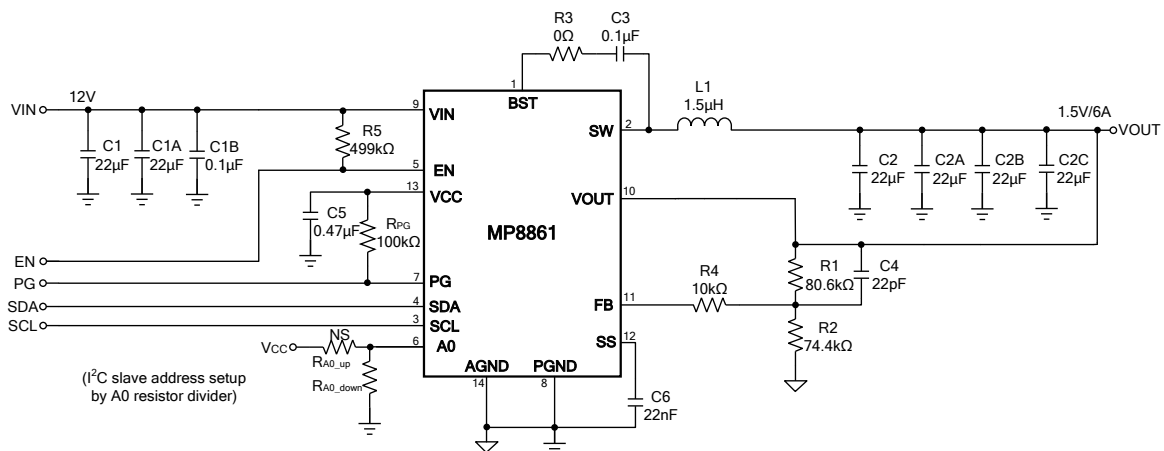 R3
0Ω
C3
0.1µF
1
BST
VIN
12V
9
VIN
C1
22µF
C1A
22µF
C1B
0.1µF
R5
499kΩ
5
EN
13
VCC
C5
0.47µF
RPG
100kΩ
MP8861
SW
2
L1
1.5µH
1.5V/6A
VOUT
C2
22µF
C2A
22µF
C2B
22µF
C2C
22µF
VOUT
10
EN
PG
7
PG
SDA
4
SDA
SCL
3
SCL
VCC
NS
6
A0
RA0_up
RA0_down
(I2C slave address setup
by A0 resistor divider)
FB
11
R4
10kΩ
R1
80.6kΩ
C4
22pF
R2
74.4kΩ
SS
12
AGND
14
PGND
8
C6
22nF